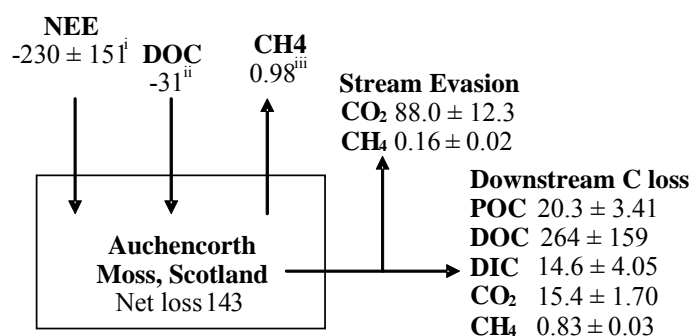 NEE
-230 ± 151ⁱ
DOC
-31ⁱⁱ
CH4
0.98ⁱⁱⁱ
Stream Evasion
CO₂ 88.0 ± 12.3
CH₄ 0.16 ± 0.02
Auchencorth
Moss, Scotland
Net loss 143
Downstream C loss
POC 20.3 ± 3.41
DOC 264 ± 159
DIC 14.6 ± 4.05
CO₂ 15.4 ± 1.70
CH₄ 0.83 ± 0.03